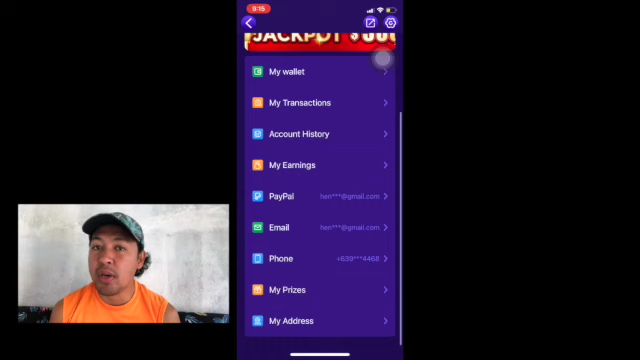 9:15
JACKPOT
My wallet
My Transactions
Account History
My Earnings
PayPal hen***@gmail.com
Email hen***@gmail.com
Phone +639***4468
My Prizes
My Address